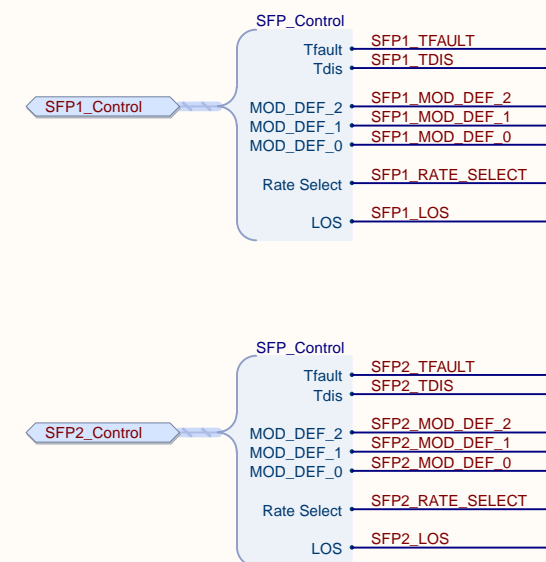 SFP_Control
Tfault SFP1_TFAULT
Tdis SFP1_TDIS
SFP1_Control
MOD_DEF_2 SFP1_MOD_DEF_2
MOD_DEF_1 SFP1_MOD_DEF_1
MOD_DEF_0 SFP1_MOD_DEF_0
Rate Select SFP1_RATE_SELECT
LOS SFP1_LOS
SFP_Control
Tfault SFP2_TFAULT
Tdis SFP2_TDIS
SFP2_Control
MOD_DEF_2 SFP2_MOD_DEF_2
MOD_DEF_1 SFP2_MOD_DEF_1
MOD_DEF_0 SFP2_MOD_DEF_0
Rate Select SFP2_RATE_SELECT
LOS SFP2_LOS